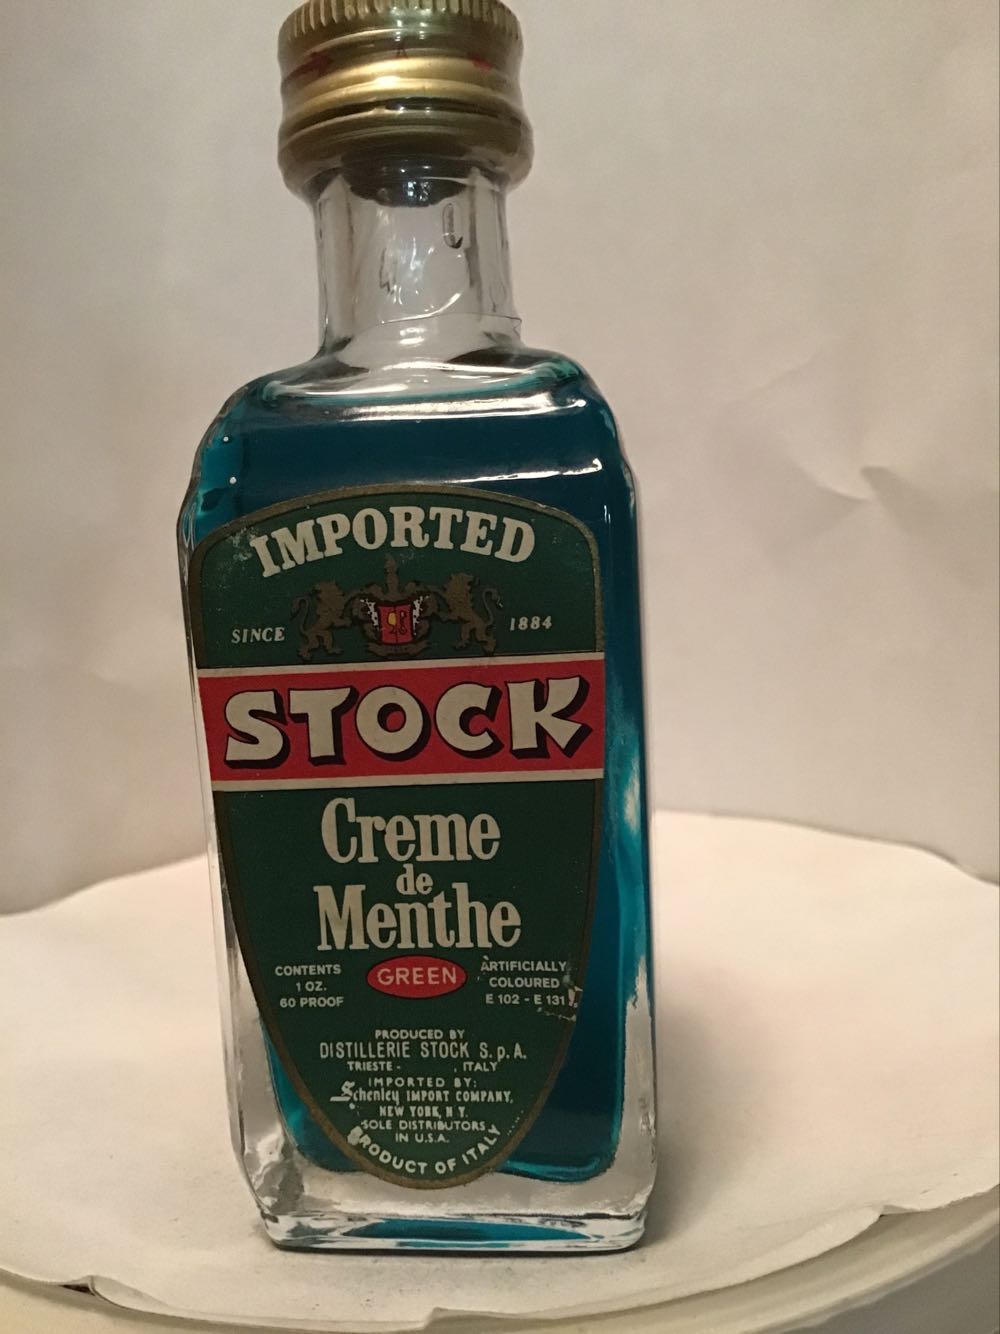 IMPORTED
SINCE 1884
STOCK
Creme
de
Menthe
GREEN
CONTENTS
1 OZ.
60 PROOF
ARTIFICIALLY
COLOURED
E 102 - E 131
PRODUCED BY
DISTILLERIE STOCK S.p.A.
TRIESTE - ITALY
IMPORTED BY:
Schenley IMPORT COMPANY,
NEW YORK, N.Y.
SOLE DISTRIBUTORS
IN U.S.A.
PRODUCT OF ITALY